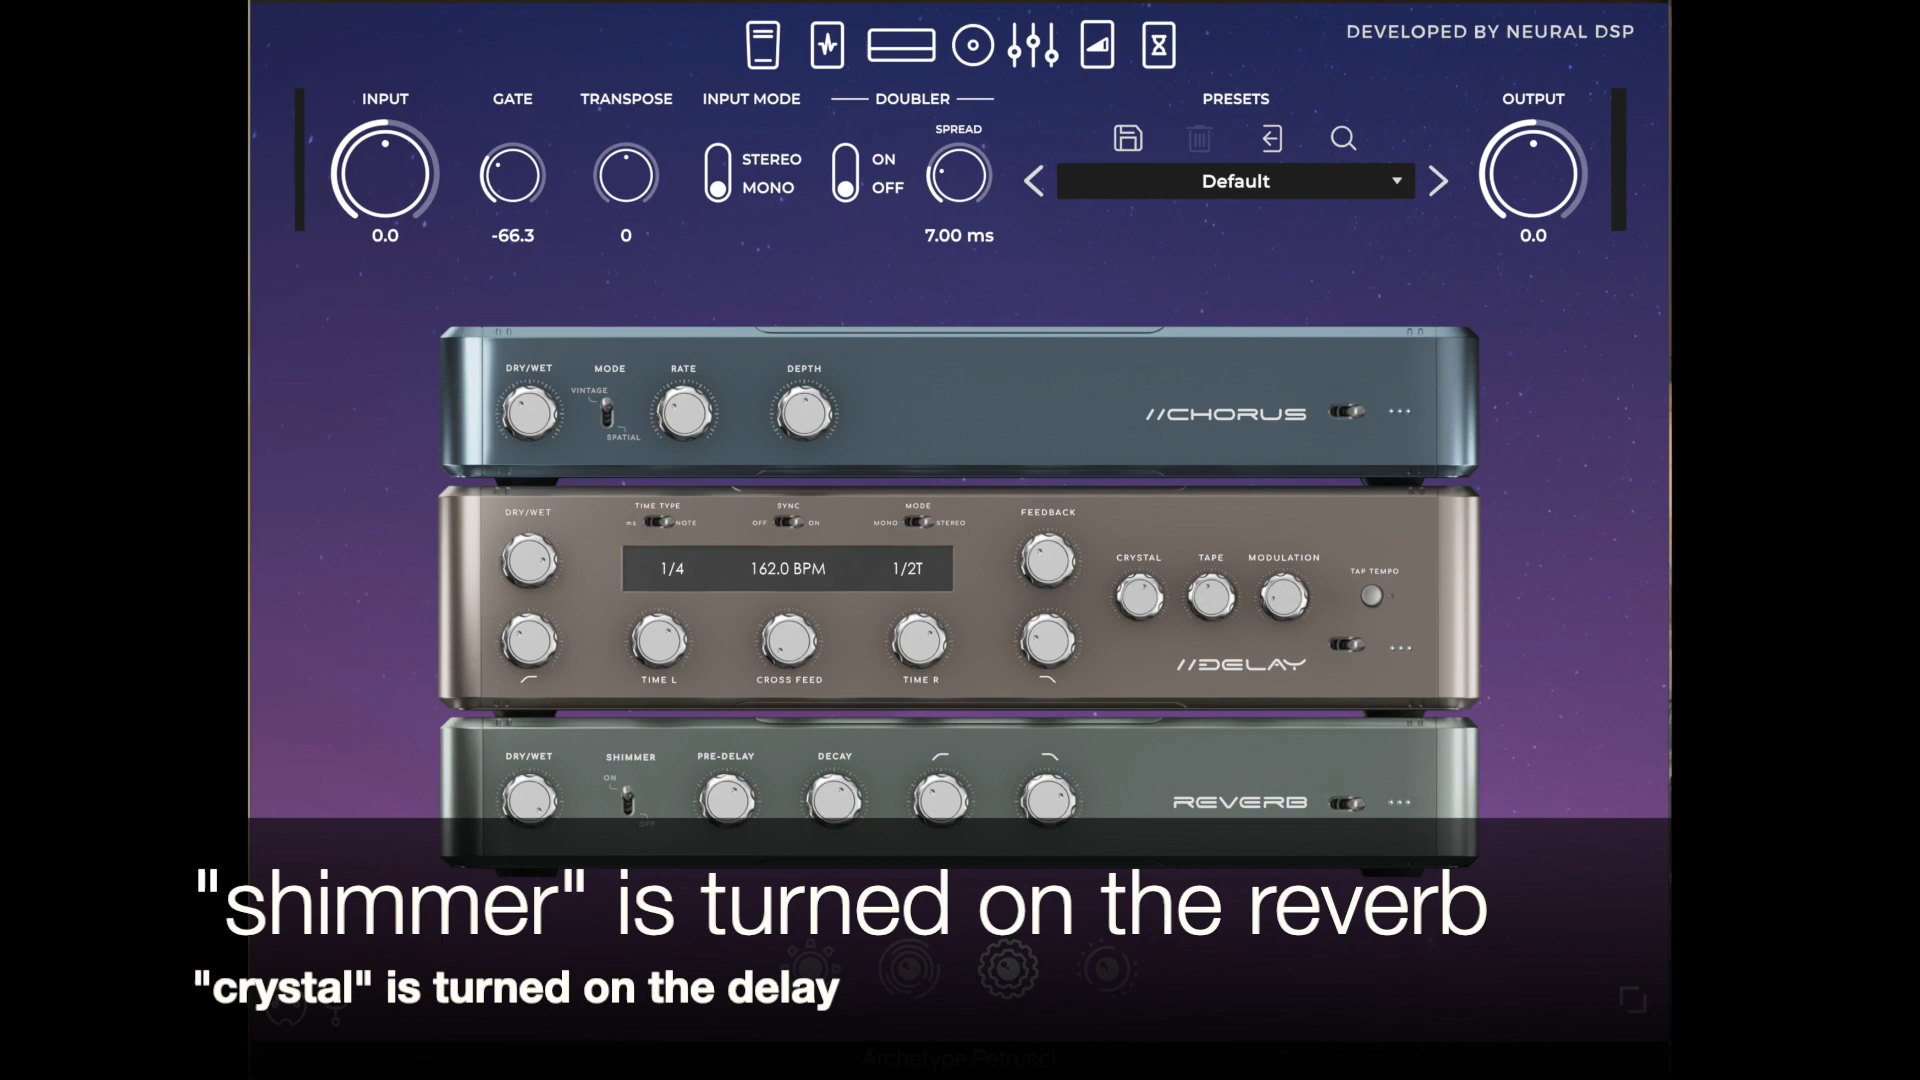 DEVELOPED BY NEURAL DSP
INPUT
GATE
TRANSPOSE
INPUT MODE
DOUBLER
PRESETS
OUTPUT
SPREAD
STEREO
MONO
ON
OFF
Default
0.0
-66.3
0
7.00 ms
0.0
DRY/WET
MODE
RATE
DEPTH
VINTAGE
SPATIAL
//CHORUS
DRY/WET
TIME TYPE
ms
NOTE
SYNC
OFF
ON
MODE
MONO
STEREO
FEEDBACK
1/4
162.0 BPM
1/2T
CRYSTAL
TAPE
MODULATION
TAP TEMPO
//DELAY
TIME L
CROSS FEED
TIME R
DRY/WET
SHIMMER
ON
OFF
PRE-DELAY
DECAY
REVERB
"shimmer" is turned on the reverb
"crystal" is turned on the delay
Archetype Petrucci